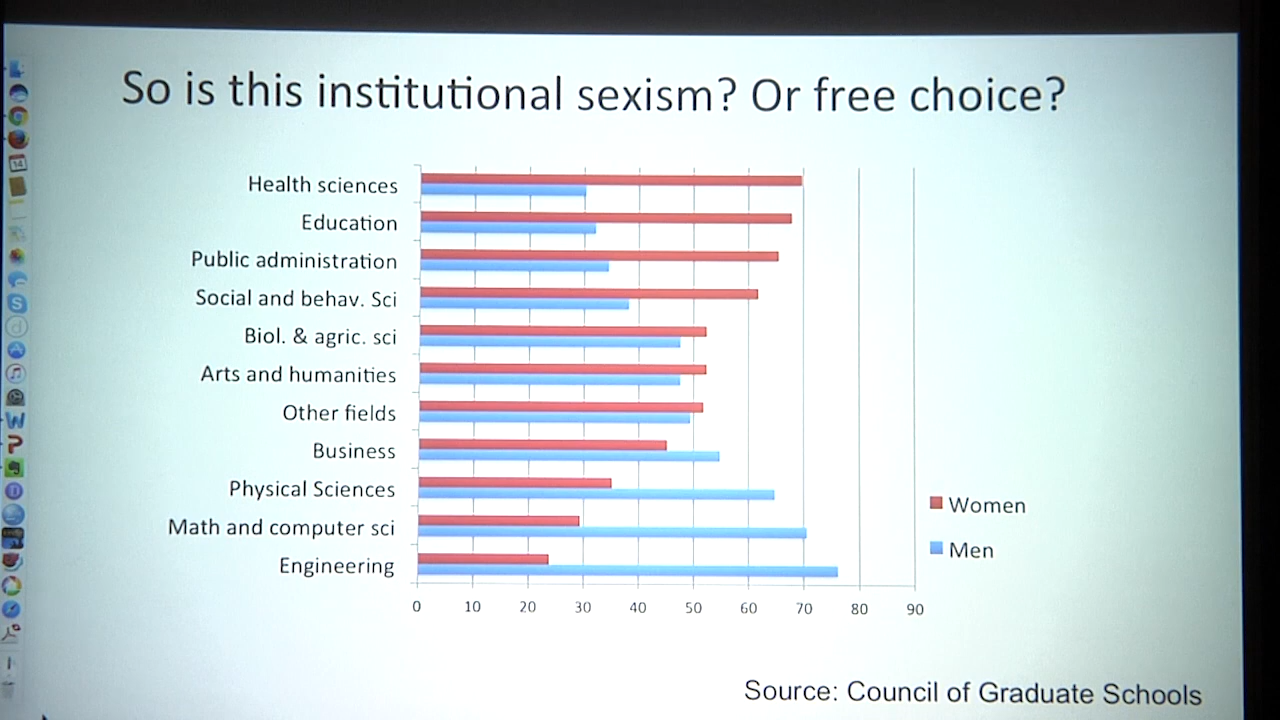 So is this institutional sexism? Or free choice?
Health sciences
Education
Public administration
Social and behav. Sci
Biol. & agric. sci
Arts and humanities
Other fields
Business
Physical Sciences
Math and computer sci
Engineering
0 10 20 30 40 50 60 70 80 90
Women
Men
Source: Council of Graduate Schools